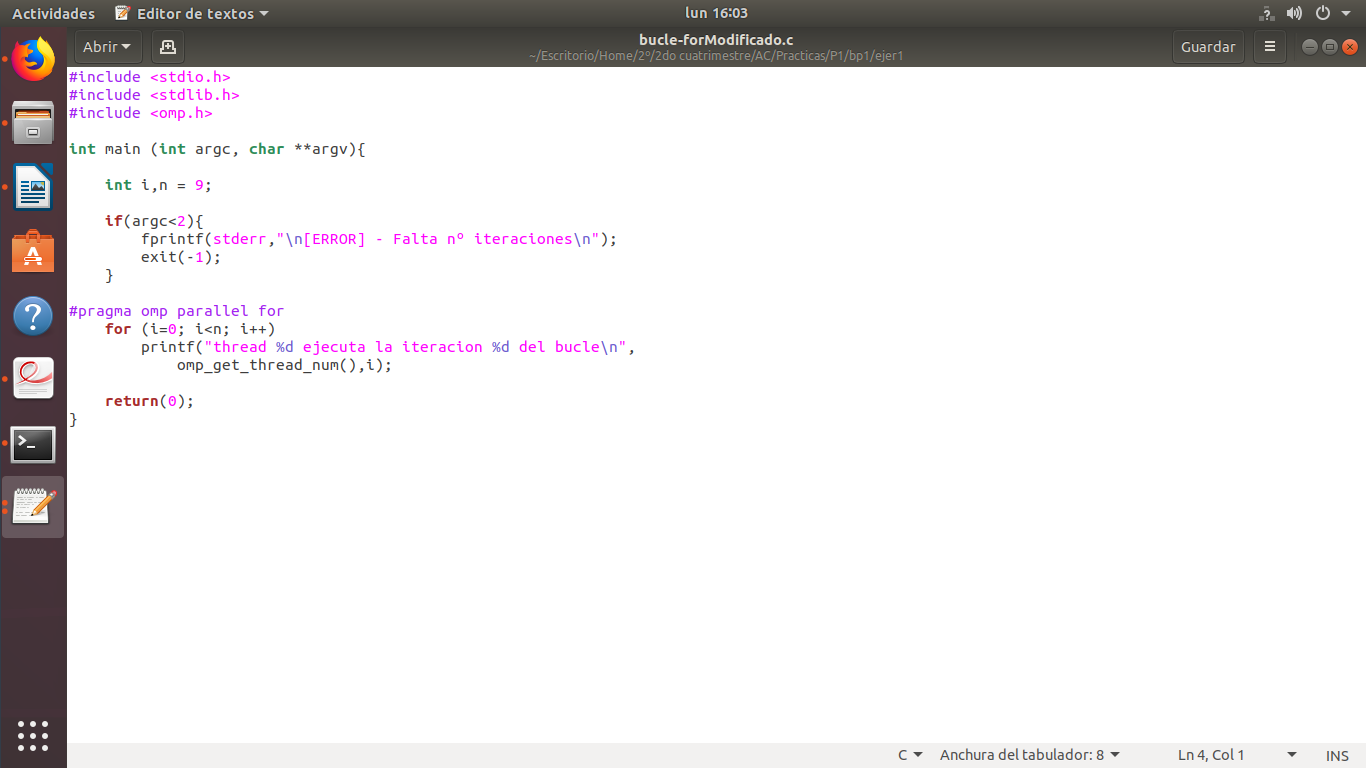 Actividades Editor de textos lun 16:03
Abrir bucle-forModificado.c Guardar
~/Escritorio/Home/2º/2do cuatrimestre/AC/Practicas/P1/bp1/ejer1
#include <stdio.h>
#include <stdlib.h>
#include <omp.h>

int main (int argc, char **argv){

    int i,n = 9;

    if(argc<2){
        fprintf(stderr,"\n[ERROR] - Falta nº iteraciones\n");
        exit(-1);
    }

#pragma omp parallel for
    for (i=0; i<n; i++)
        printf("thread %d ejecuta la iteracion %d del bucle\n",
            omp_get_thread_num(),i);

    return(0);
}
C Anchura del tabulador: 8 Ln 4, Col 1 INS